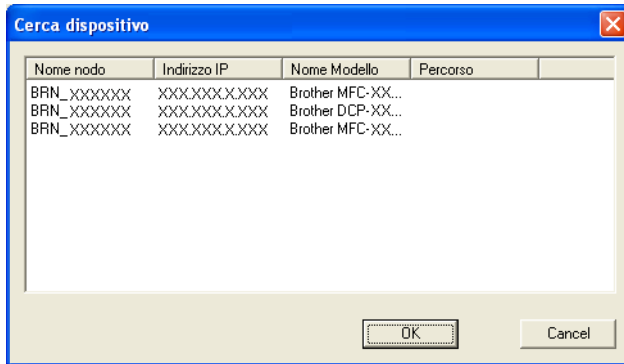 Cerca dispositivo
Nome nodo Indirizzo IP Nome Modello Percorso
BRN_XXXXXX XXX.XXX.X.XXX Brother MFC-XX...
BRN_XXXXXX XXX.XXX.X.XXX Brother DCP-XX...
BRN_XXXXXX XXX.XXX.X.XXX Brother MFC-XX...
OK Cancel